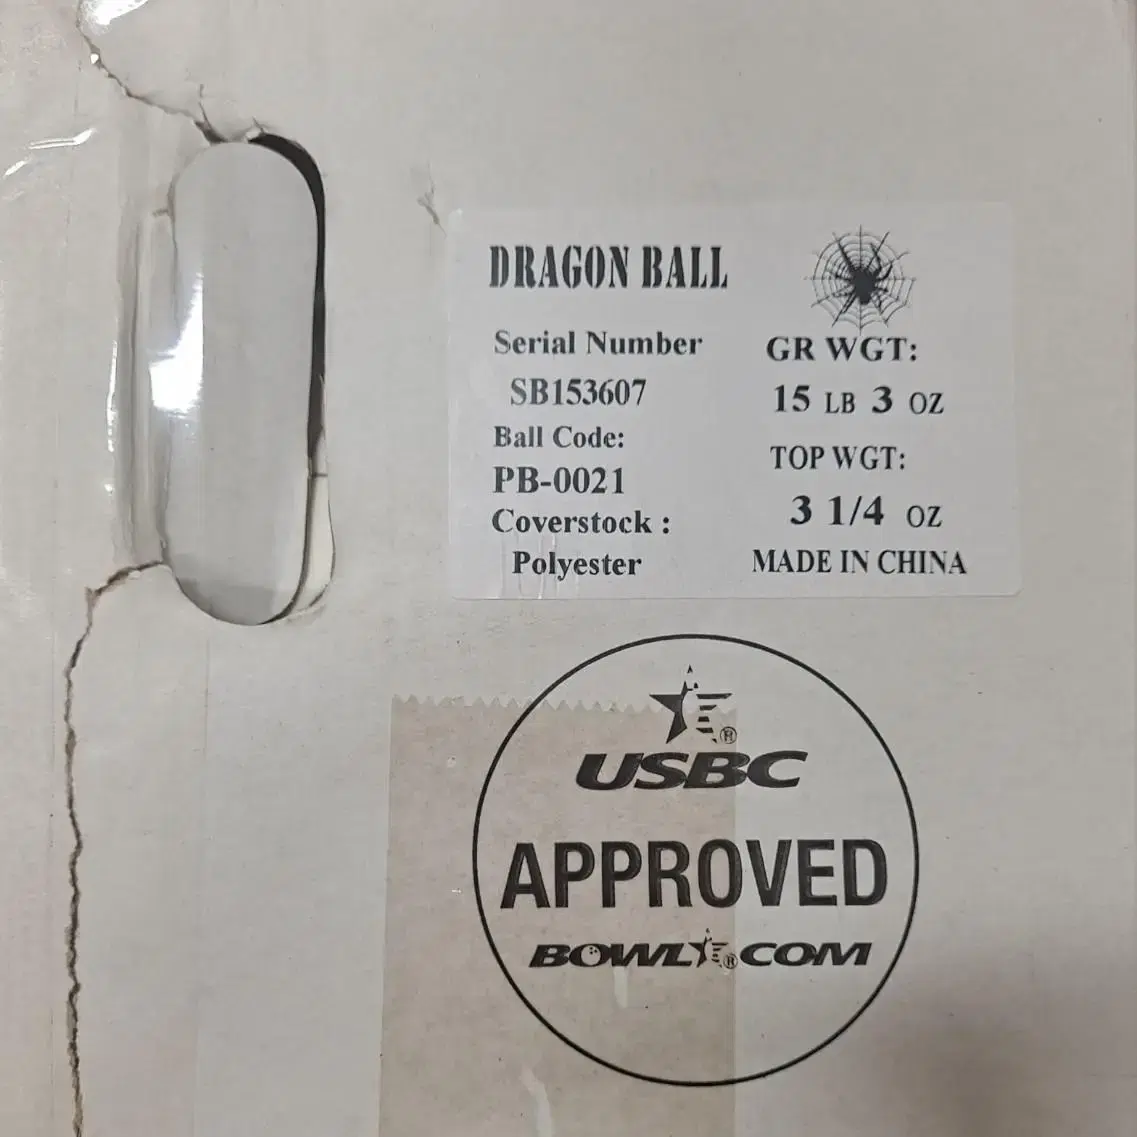 DRAGON BALL
Serial Number
SB153607
Ball Code:
PB-0021
Coverstock :
Polyester
GR WGT:
15 LB 3 OZ
TOP WGT:
3 1/4 OZ
MADE IN CHINA
®
USBC
APPROVED
BOWL®COM